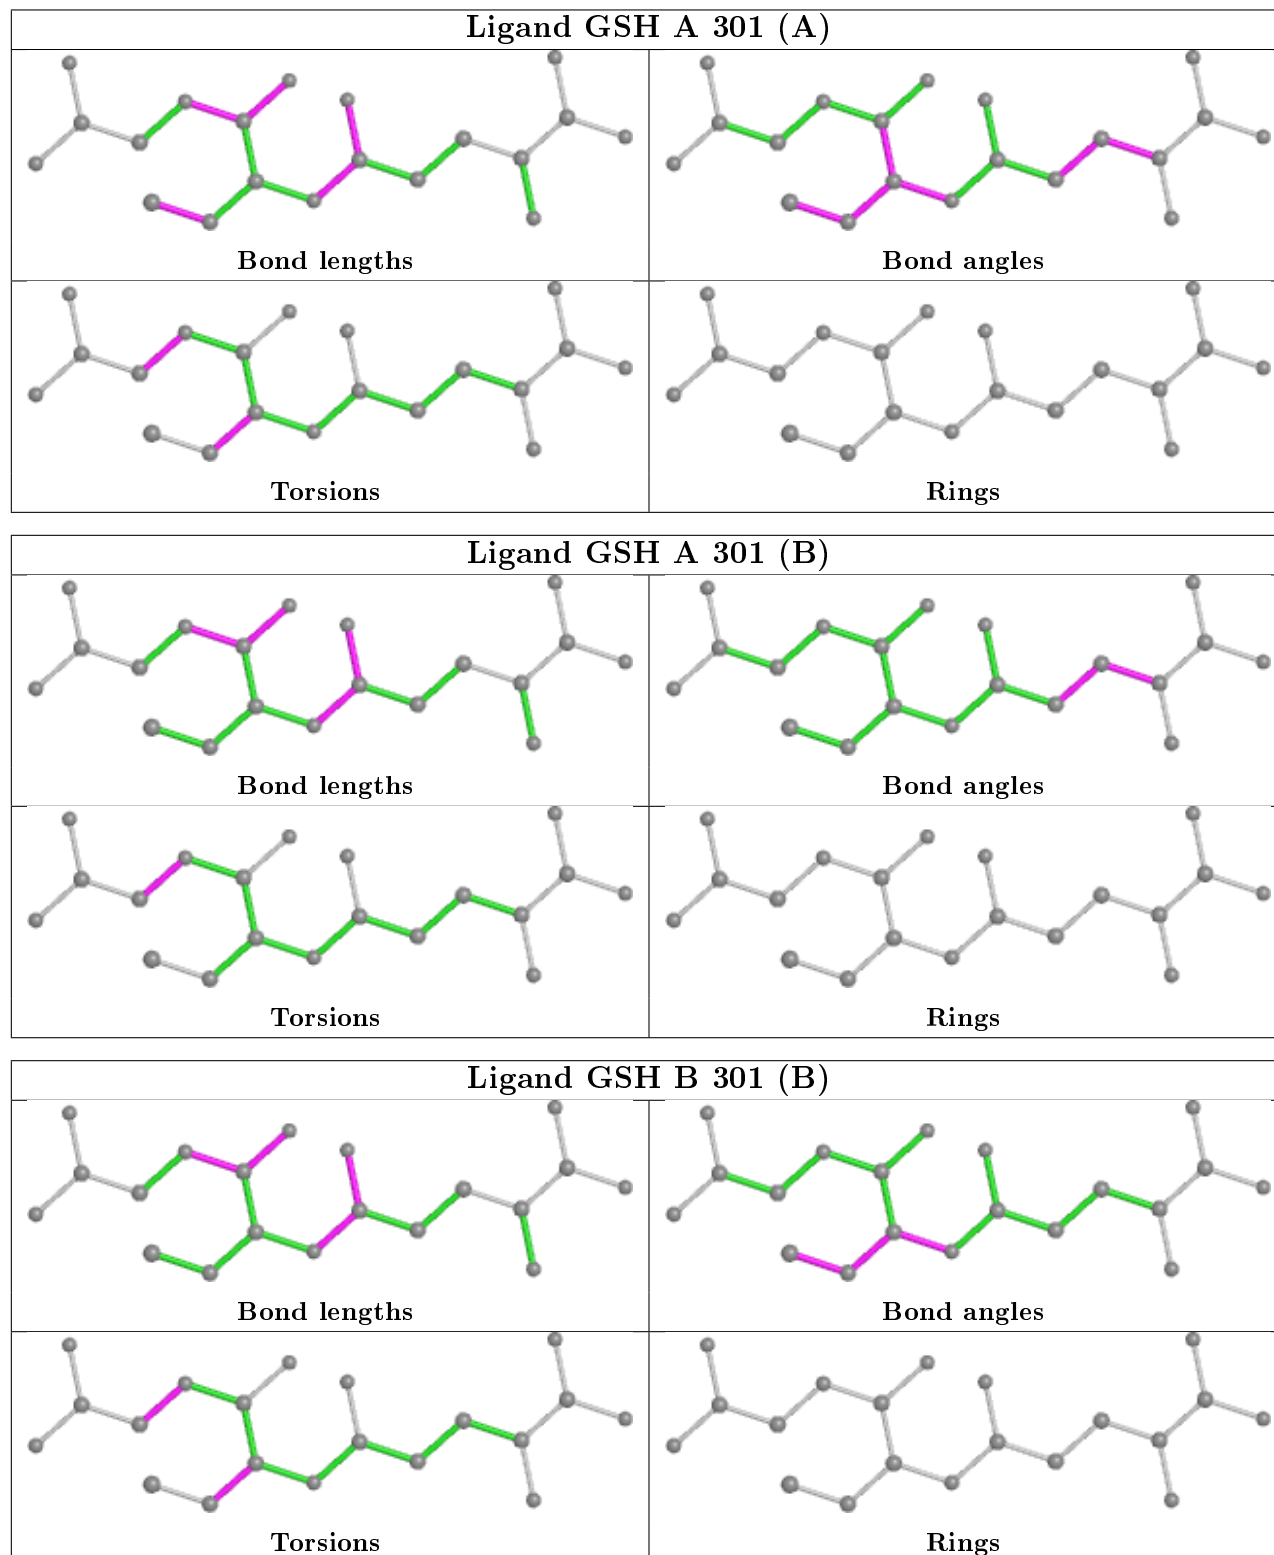 Ligand GSH A 301 (A)
Bond lengths
Bond angles
Torsions
Rings
Ligand GSH A 301 (B)
Bond lengths
Bond angles
Torsions
Rings
Ligand GSH B 301 (B)
Bond lengths
Bond angles
Torsions
Rings